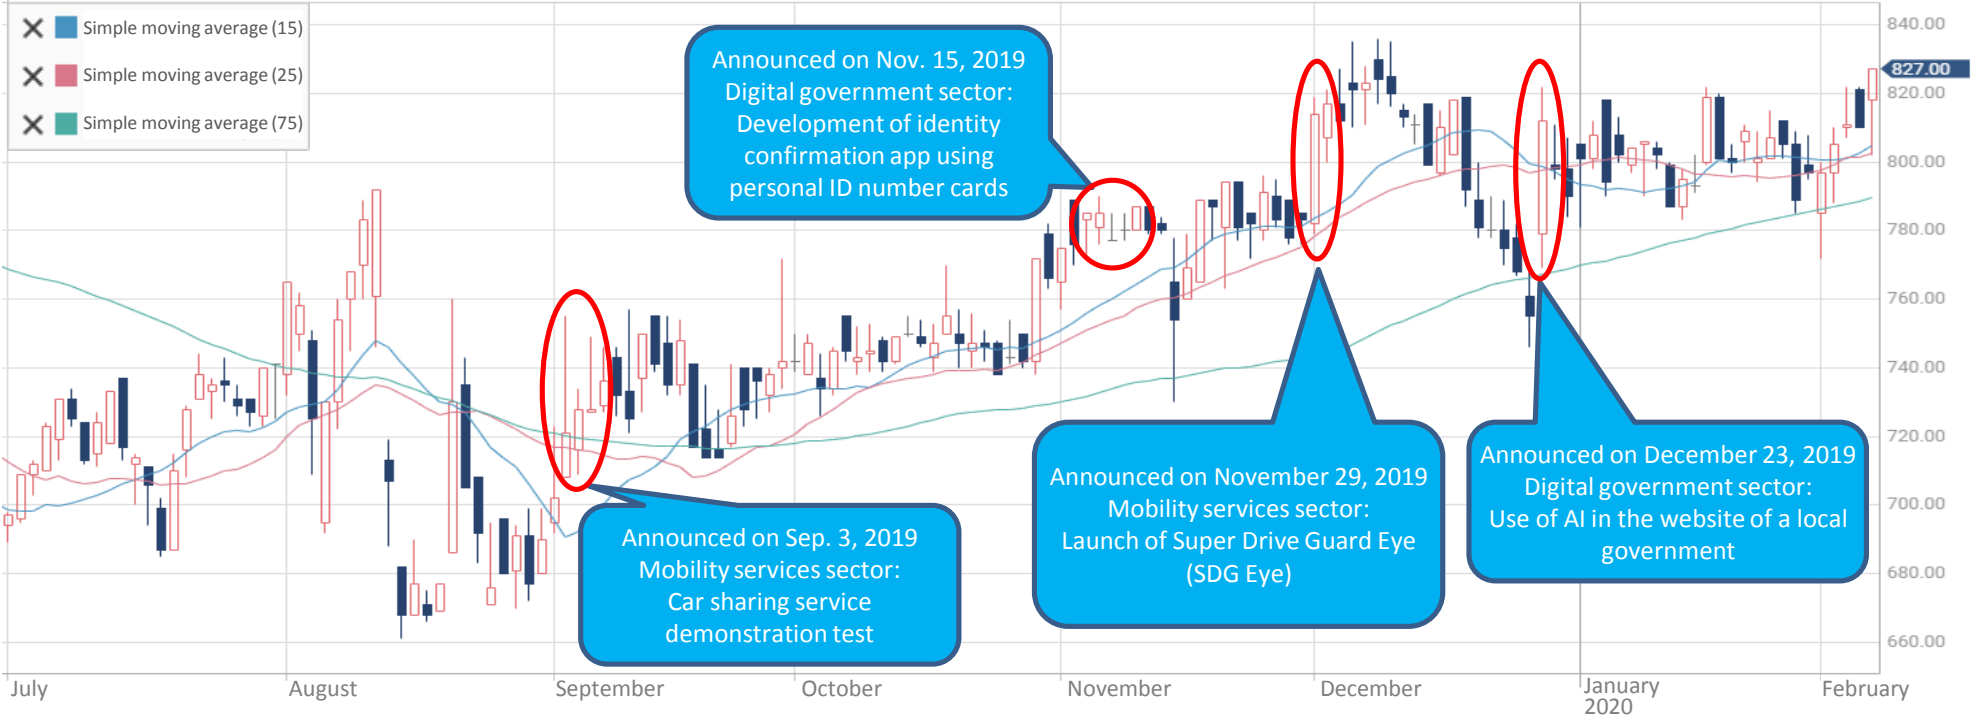 Simple moving average (15)
Simple moving average (25)
Simple moving average (75)
Announced on Nov. 15, 2019
Digital government sector:
Development of identity
confirmation app using
personal ID number cards
Announced on Sep. 3, 2019
Mobility services sector:
Car sharing service
demonstration test
Announced on November 29, 2019
Mobility services sector:
Launch of Super Drive Guard Eye
(SDG Eye)
Announced on December 23, 2019
Digital government sector:
Use of AI in the website of a local
government
840.00
827.00
820.00
800.00
780.00
760.00
740.00
720.00
700.00
680.00
660.00
July
August
September
October
November
December
January
2020
February